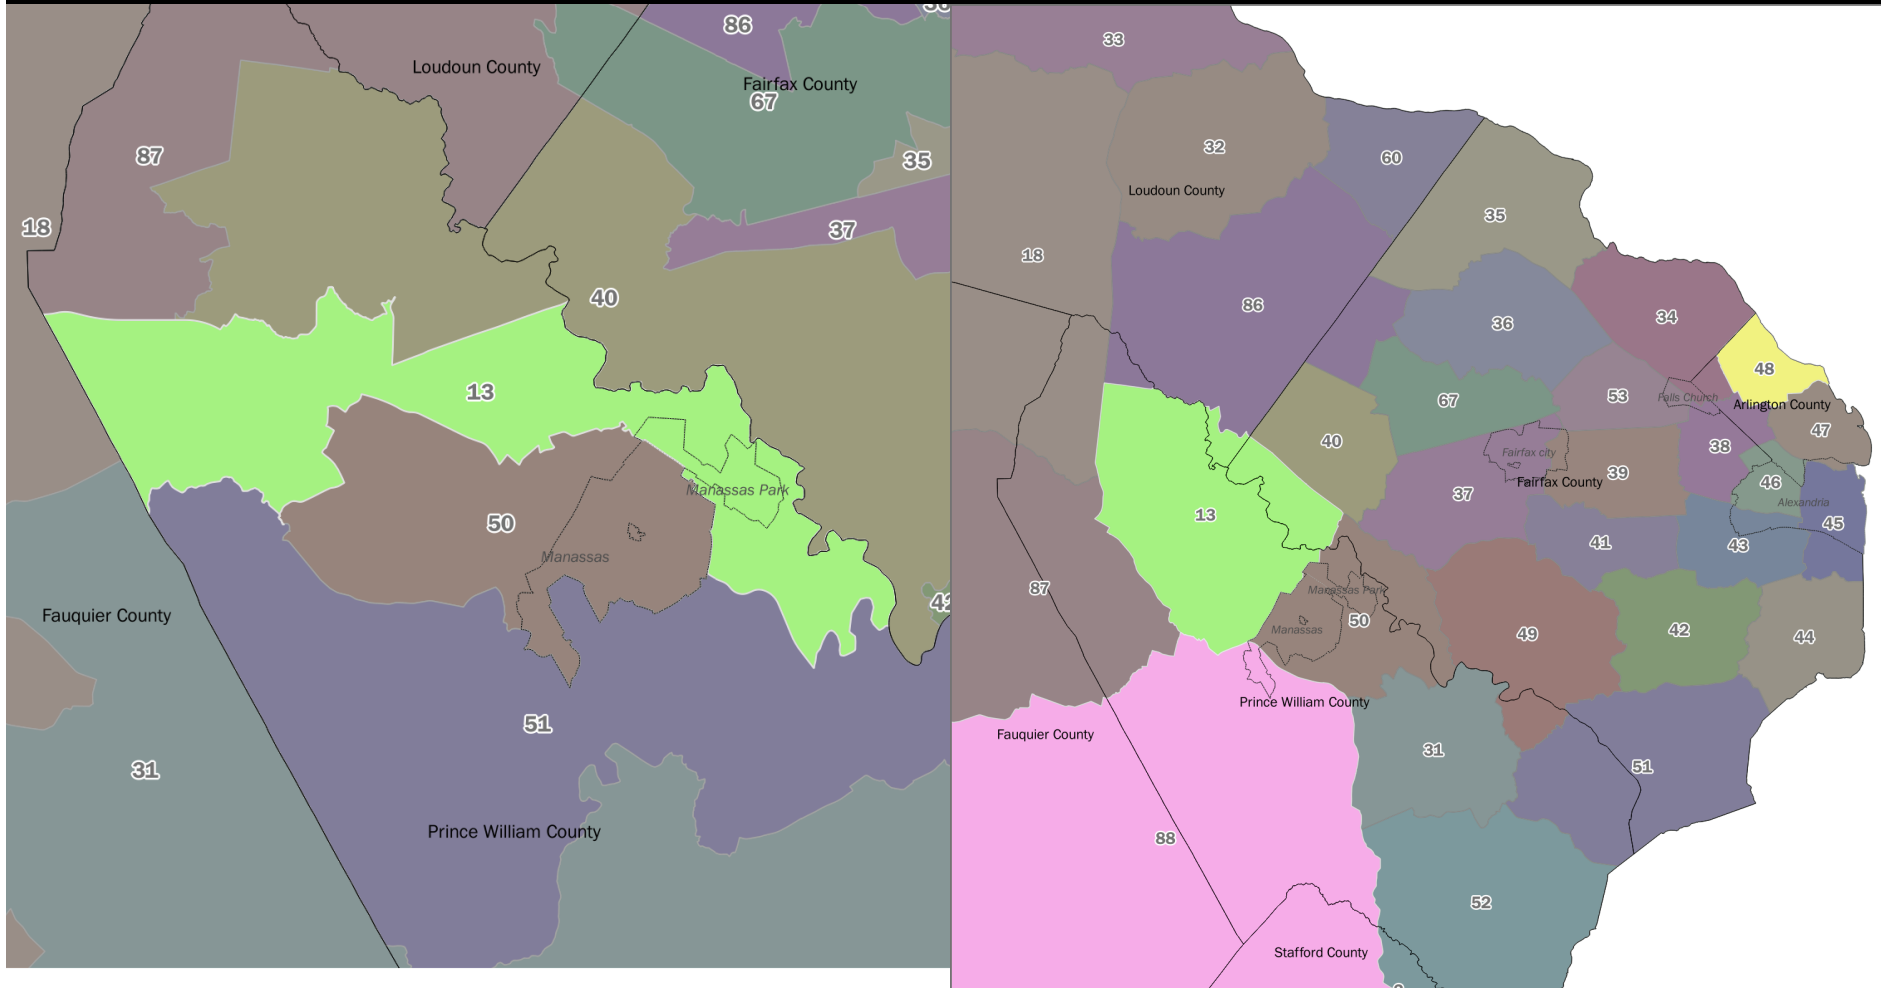 86
Loudoun County
Fairfax County
67
87
35
18
37
40
13
Manassas Park
50
Manassas
42
Fauquier County
51
31
Prince William County
33
32
60
Loudoun County
35
18
86
36
34
48
67
53
Falls Church
Arlington County
40
38
47
Fairfax city
39
Fairfax County
46
37
Alexandria
13
45
41
43
87
Manassas Park
50
Manassas
49
42
44
Prince William County
Fauquier County
31
51
88
52
Stafford County